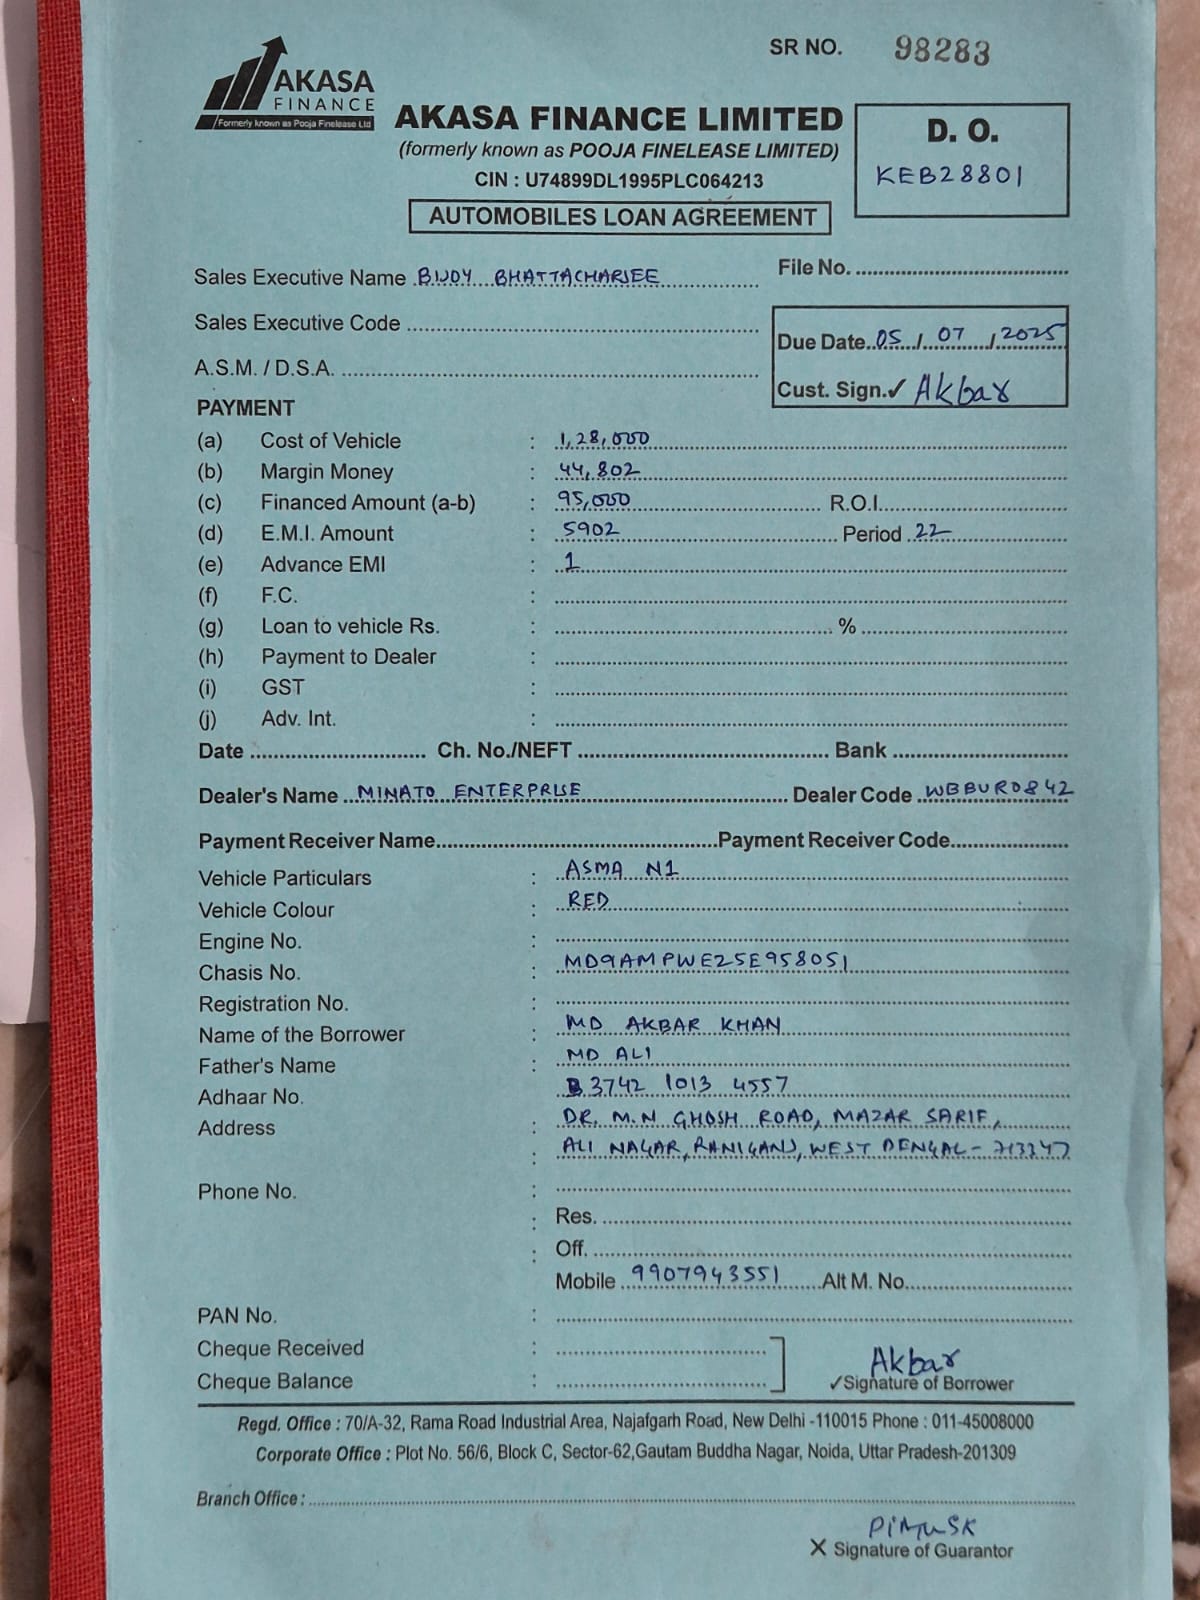 AKASA
FINANCE
Formerly known as Pooja Finelease Ltd
SR NO. 98283
AKASA FINANCE LIMITED
(formerly known as POOJA FINELEASE LIMITED)
CIN : U74899DL1995PLC064213
AUTOMOBILES LOAN AGREEMENT
D. O.
KEB28801
Sales Executive Name BIJOY BHATTACHARJEE
File No.
Sales Executive Code
Due Date 05/07/2025
A.S.M. / D.S.A.
Cust. Sign.✓ Akbar
PAYMENT
(a) Cost of Vehicle : 1,28,000
(b) Margin Money : 44,802
(c) Financed Amount (a-b) : 95,000 R.O.I.
(d) E.M.I. Amount : 5902 Period 22
(e) Advance EMI : 1
(f) F.C. :
(g) Loan to vehicle Rs. : %
(h) Payment to Dealer :
(i) GST :
(j) Adv. Int. :
Date Ch. No./NEFT Bank
Dealer's Name MINATO ENTERPRISE Dealer Code WBBUR0842
Payment Receiver Name Payment Receiver Code
Vehicle Particulars : ASMA N1
Vehicle Colour : RED
Engine No. :
Chasis No. : MD9AMPWE25E958051
Registration No. :
Name of the Borrower : MD AKBAR KHAN
Father's Name : MD ALI
Adhaar No. : 3742 1013 4557
Address : DR. M.N GHOSH ROAD, MAZAR SARIF,
: ALI NAGAR, RANIGANJ, WEST BENGAL - 713347
Phone No. :
: Res.
: Off.
Mobile 9907943551 Alt M. No.
PAN No. :
Cheque Received :
Akbar
Cheque Balance :
✓Signature of Borrower
Regd. Office : 70/A-32, Rama Road Industrial Area, Najafgarh Road, New Delhi -110015 Phone : 011-45008000
Corporate Office : Plot No. 56/6, Block C, Sector-62,Gautam Buddha Nagar, Noida, Uttar Pradesh-201309
Branch Office :
X Signature of Guarantor